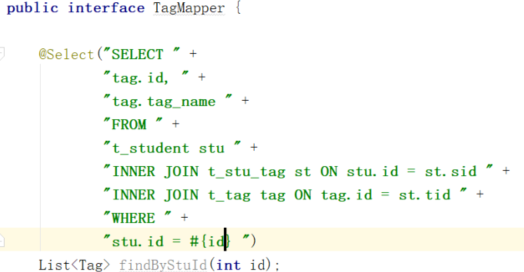 public interface TagMapper {
@Select("SELECT " +
"tag.id, " +
"tag.tag_name " +
"FROM " +
"t_student stu " +
"INNER JOIN t_stu_tag st ON stu.id = st.sid " +
"INNER JOIN t_tag tag ON tag.id = st.tid " +
"WHERE " +
"stu.id = #{id} ")
List<Tag> findByStuId(int id);